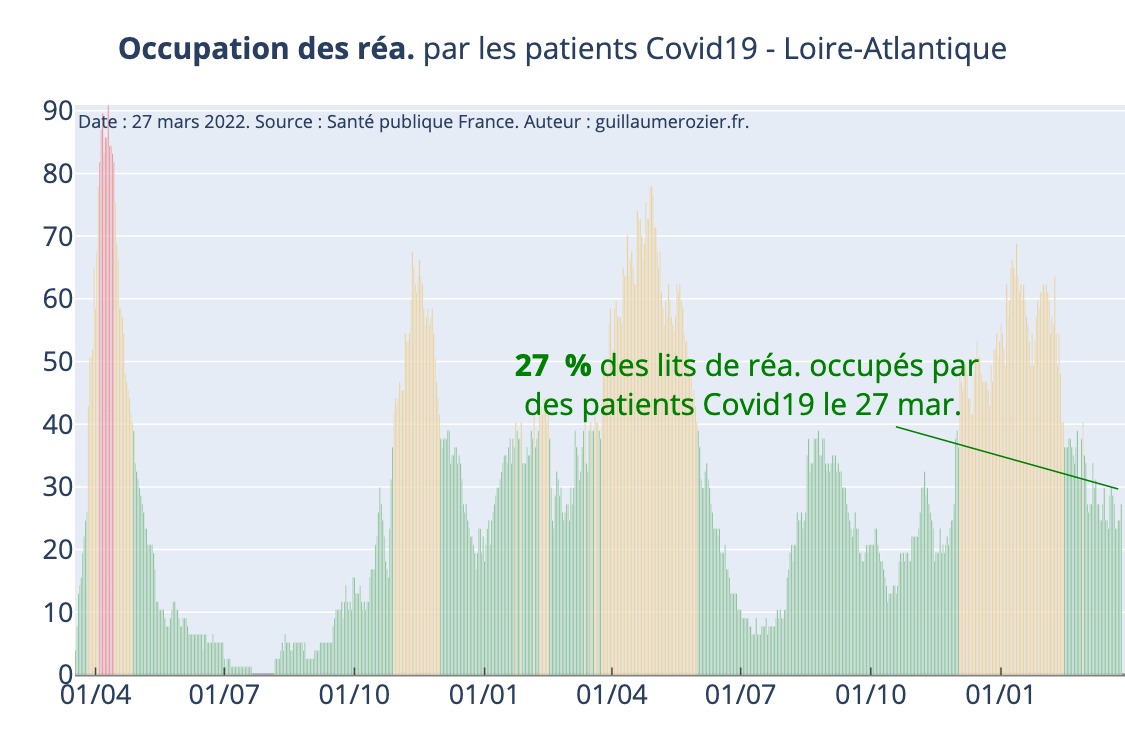 Occupation des réa. par les patients Covid19 - Loire-Atlantique
90
Date : 27 mars 2022. Source : Santé publique France. Auteur : guillaumerozier.fr.
80
70
60
50
27 % des lits de réa. occupés par
des patients Covid19 le 27 mar.
40
30
20
10
0
01/04 01/07 01/10 01/01 01/04 01/07 01/10 01/01